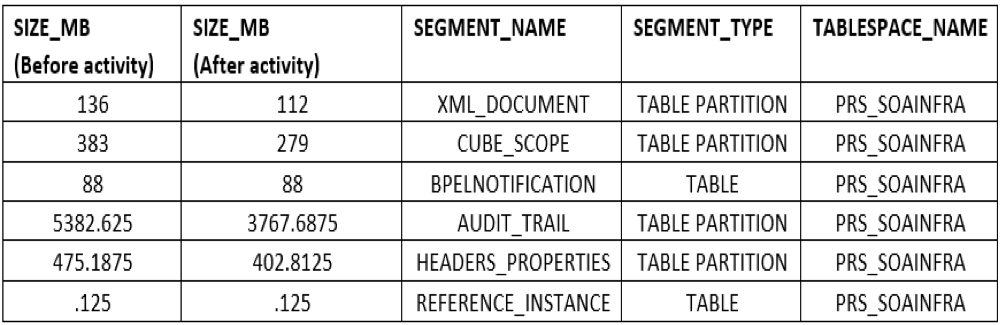 SIZE_MB SIZE_MB SEGMENT_NAME SEGMENT_TYPE TABLESPACE_NAME
(Before activity) (After activity)
136 112 XML_DOCUMENT TABLE PARTITION PRS_SOAINFRA
383 279 CUBE_SCOPE TABLE PARTITION PRS_SOAINFRA
88 88 BPELNOTIFICATION TABLE PRS_SOAINFRA
5382.625 3767.6875 AUDIT_TRAIL TABLE PARTITION PRS_SOAINFRA
475.1875 402.8125 HEADERS_PROPERTIES TABLE PARTITION PRS_SOAINFRA
.125 .125 REFERENCE_INSTANCE TABLE PRS_SOAINFRA